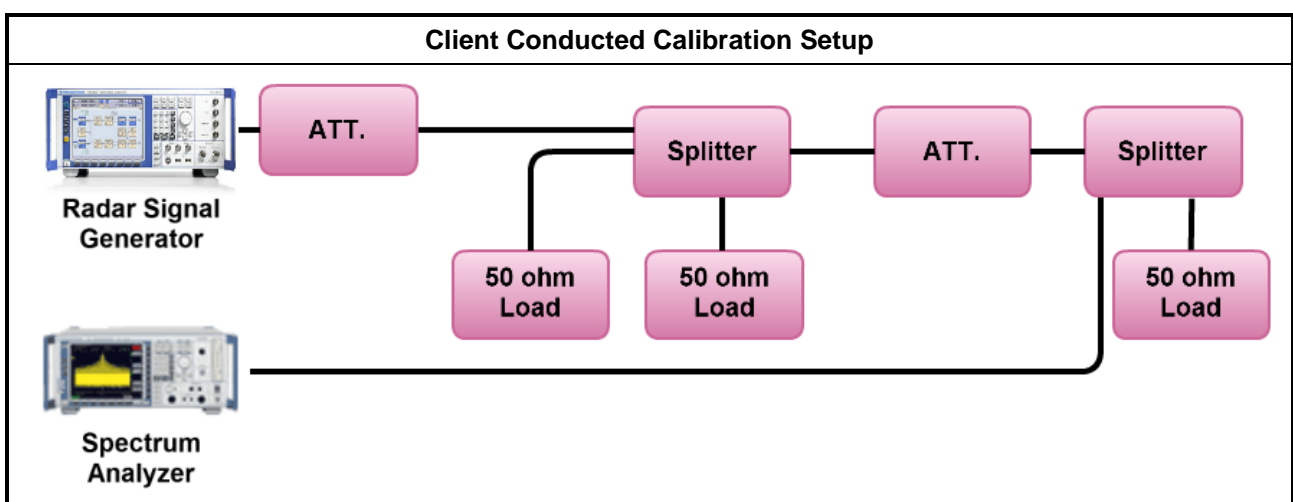 Client Conducted Calibration Setup
ATT.
Splitter
ATT.
Splitter
Radar Signal
Generator
50 ohm
Load
50 ohm
Load
50 ohm
Load
Spectrum
Analyzer